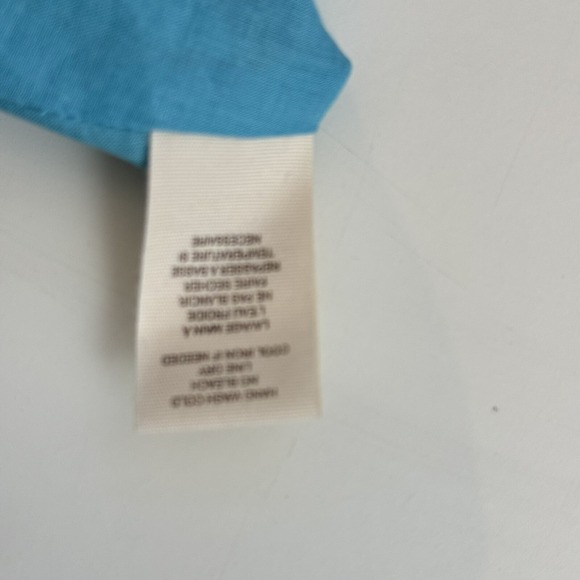 HAND WASH COLD
NO BLEACH
LINE DRY
COOL IRON IF NEEDED
LAVAGE MAIN À
L'EAU FROIDE
NE PAS BLANCIR
FAIRE SECHER
REPASSER À BASSE
TEMPERATURE SI
NECESSAIRE